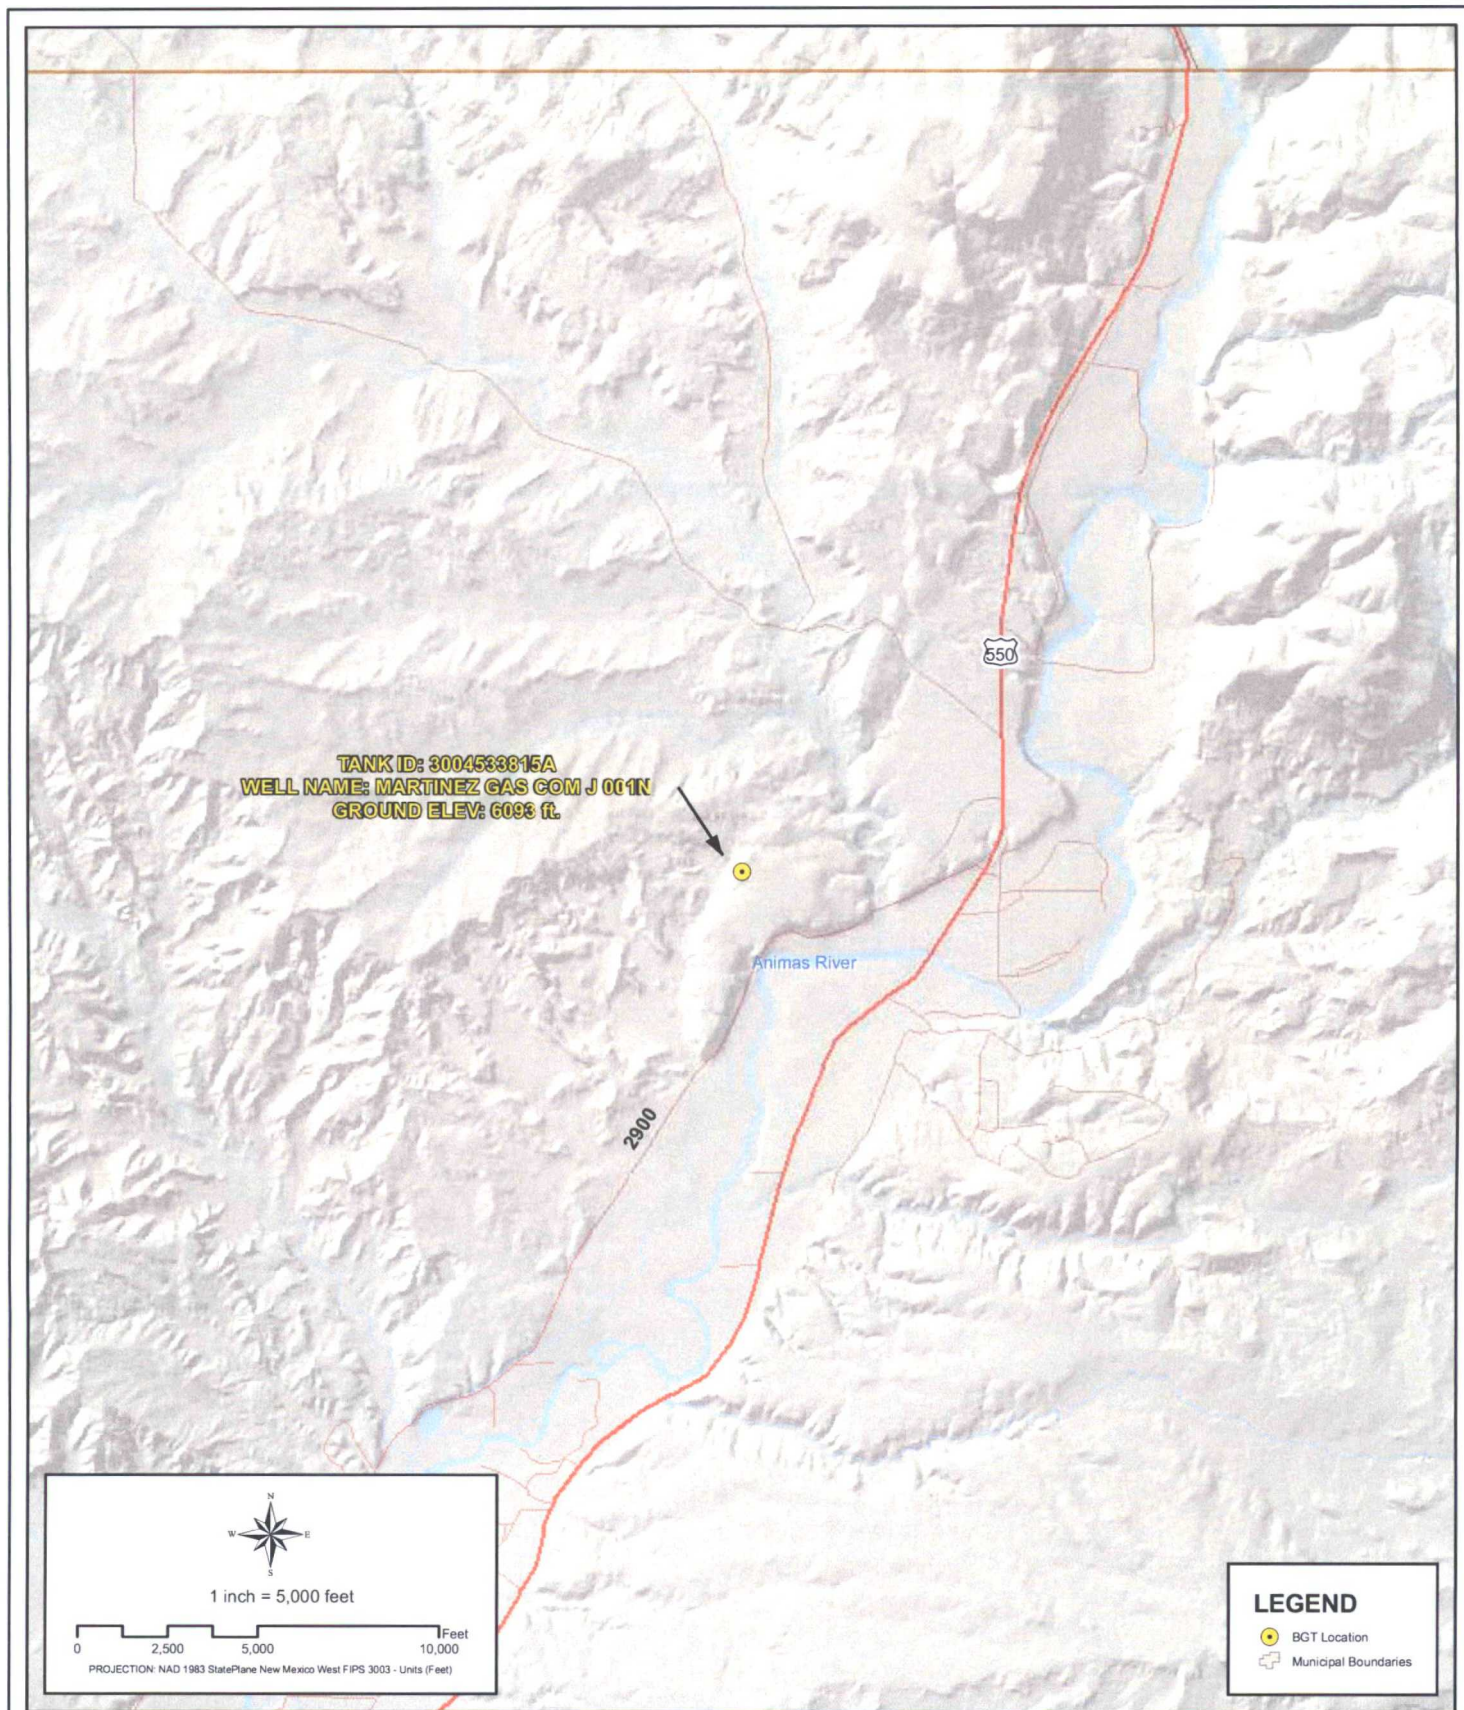 550
TANK ID: 3004533815A
WELL NAME: MARTINEZ GAS COM J 001N
GROUND ELEV: 6093 ft.
Animas River
2900
N
W
E
S
1 inch = 5,000 feet
Feet
0 2,500 5,000 10,000
PROJECTION: NAD 1983 StatePlane New Mexico West FIPS 3003 - Units (Feet)
LEGEND
BGT Location
Municipal Boundaries